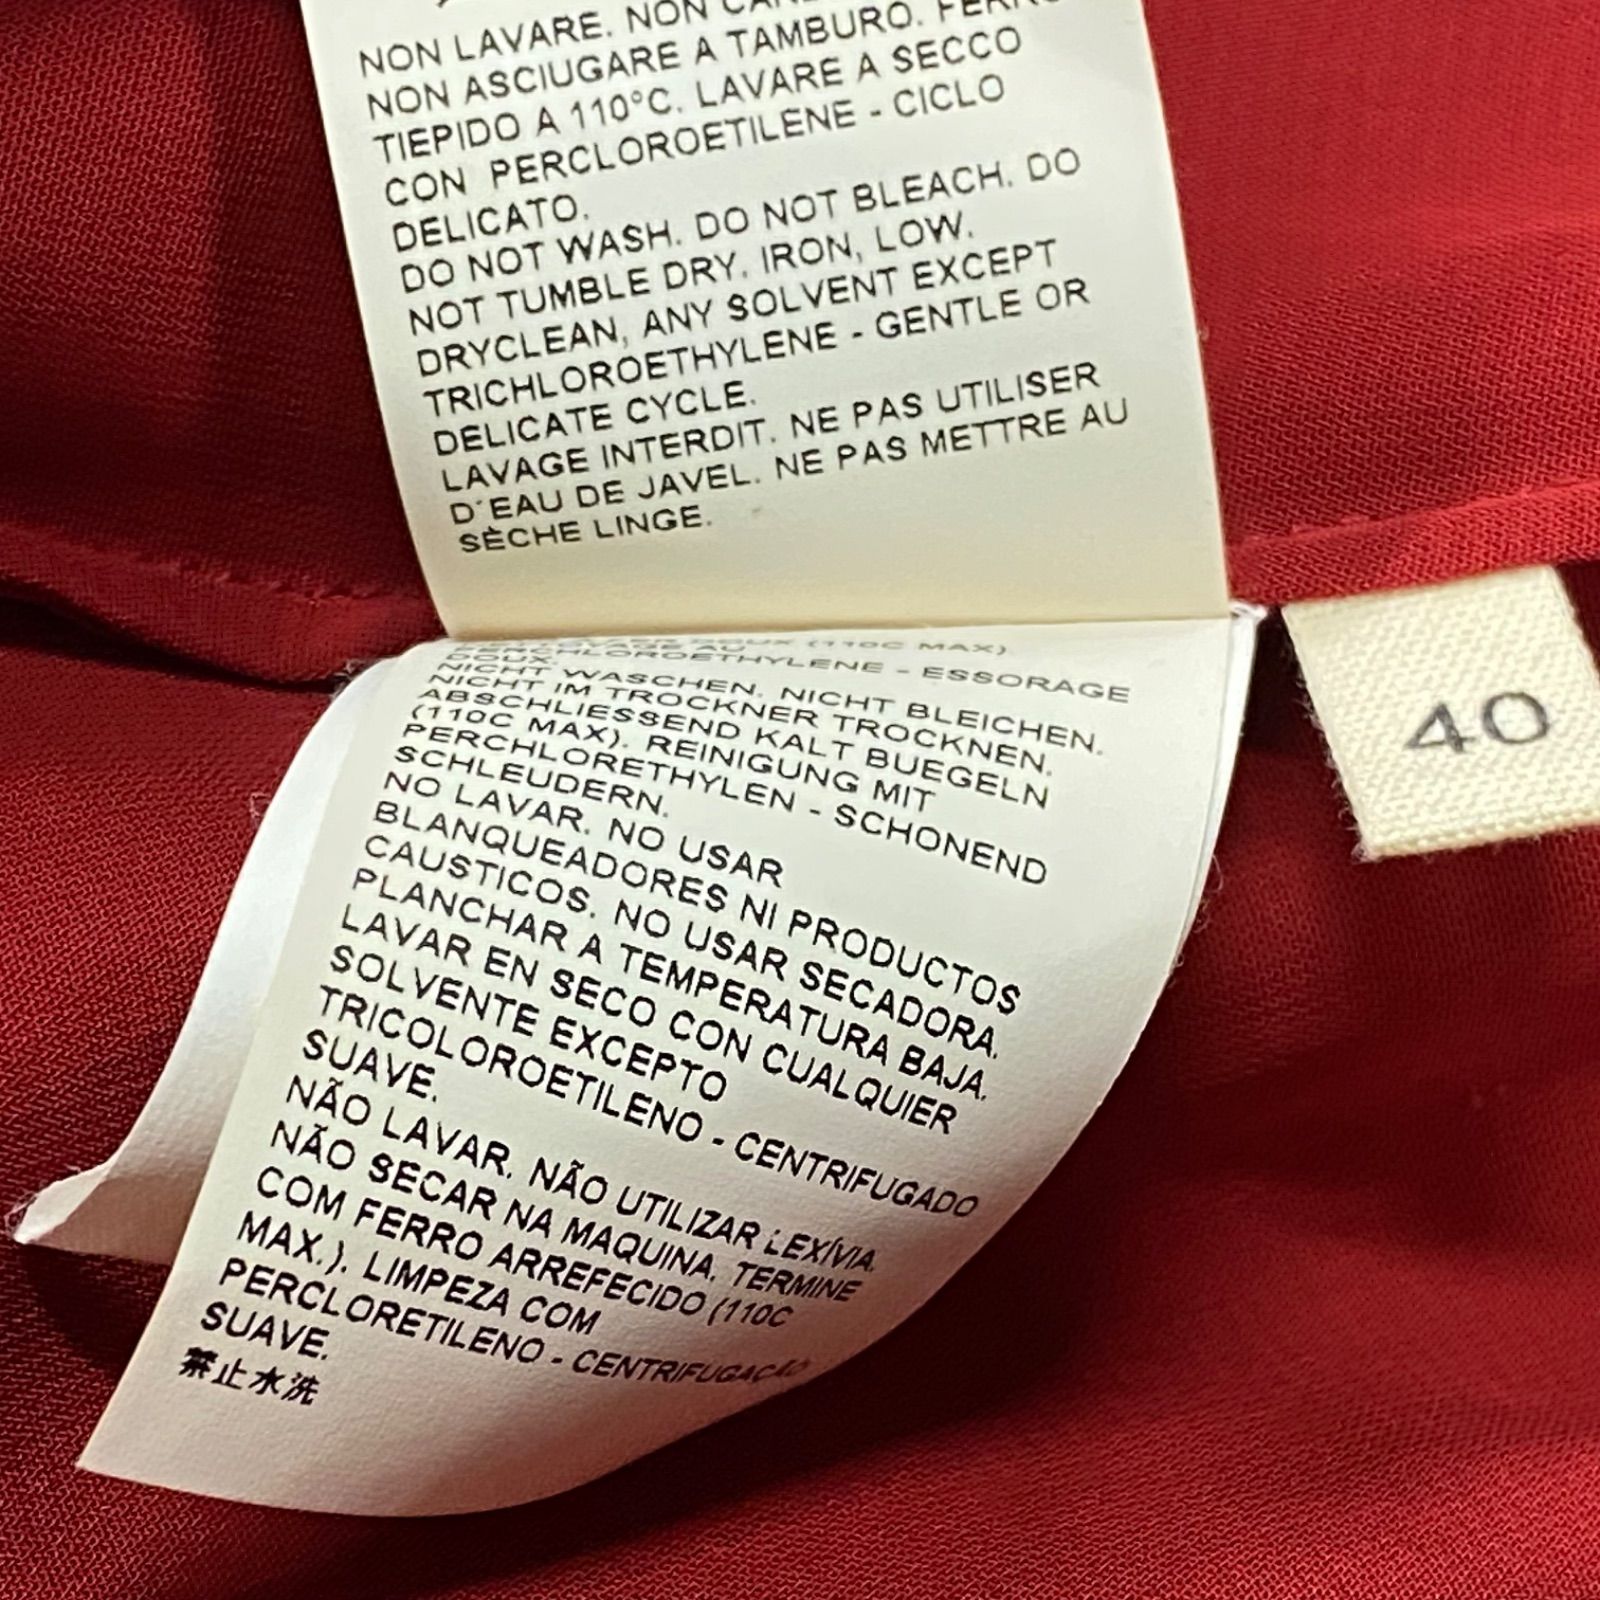 NON LAVARE. NON
NON ASCIUGARE A TAMBURO.
TIEPIDO A 110°C. LAVARE A SECCO
CON PERCLOROETILENE - CICLO
DELICATO.
DO NOT WASH. DO NOT BLEACH. DO
NOT TUMBLE DRY. IRON, LOW.
DRYCLEAN, ANY SOLVENT EXCEPT
TRICHLOROETHYLENE - GENTLE OR
DELICATE CYCLE.
LAVAGE INTERDIT. NE PAS UTILISER
D'EAU DE JAVEL. NE PAS METTRE AU
SÈCHE LINGE.
DOUX (110C MAX)
PERCHLOROETHYLENE - ESSORAGE
DOUX.
NICHT WASCHEN. NICHT BLEICHEN.
NICHT IM TROCKNER TROCKNEN.
ABSCHLIESSEND KALT BUEGELN
(110C MAX). REINIGUNG MIT
PERCHLORETHYLEN - SCHONEND
SCHLEUDERN.
NO LAVAR. NO USAR
BLANQUEADORES NI PRODUCTOS
CAUSTICOS. NO USAR SECADORA.
PLANCHAR A TEMPERATURA BAJA.
LAVAR EN SECO CON CUALQUIER
SOLVENTE EXCEPTO
TRICOLOROETILENO - CENTRIFUGADO
SUAVE.
NÃO LAVAR. NÃO UTILIZAR LEXÍVIA.
NÃO SECAR NA MAQUINA. TERMINE
COM FERRO ARREFECIDO (110C
MAX.). LIMPEZA COM
PERCLORETILENO - CENTRIFUGAÇÃO
SUAVE.
禁止水洗
40